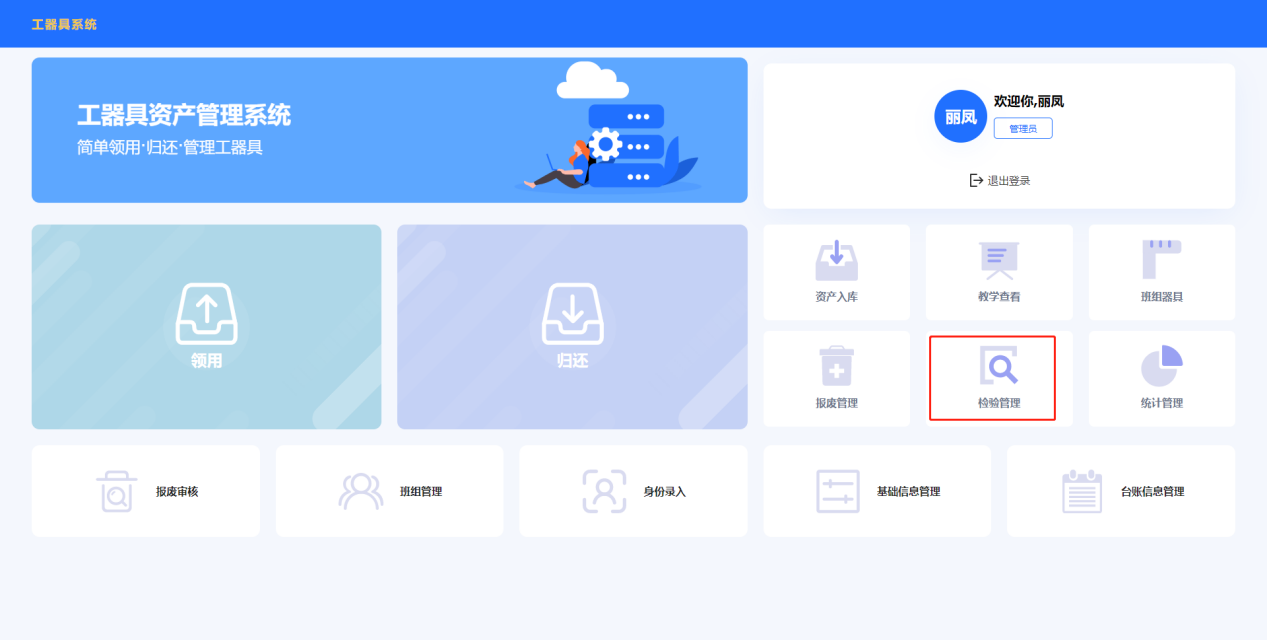 工器具系统
工器具资产管理系统
简单领用·归还·管理工器具
丽凤
欢迎你,丽凤
管理员
退出登录
领用
归还
资产入库
教学查看
班组器具
报废管理
检验管理
统计管理
报废审核
班组管理
身份录入
基础信息管理
台账信息管理